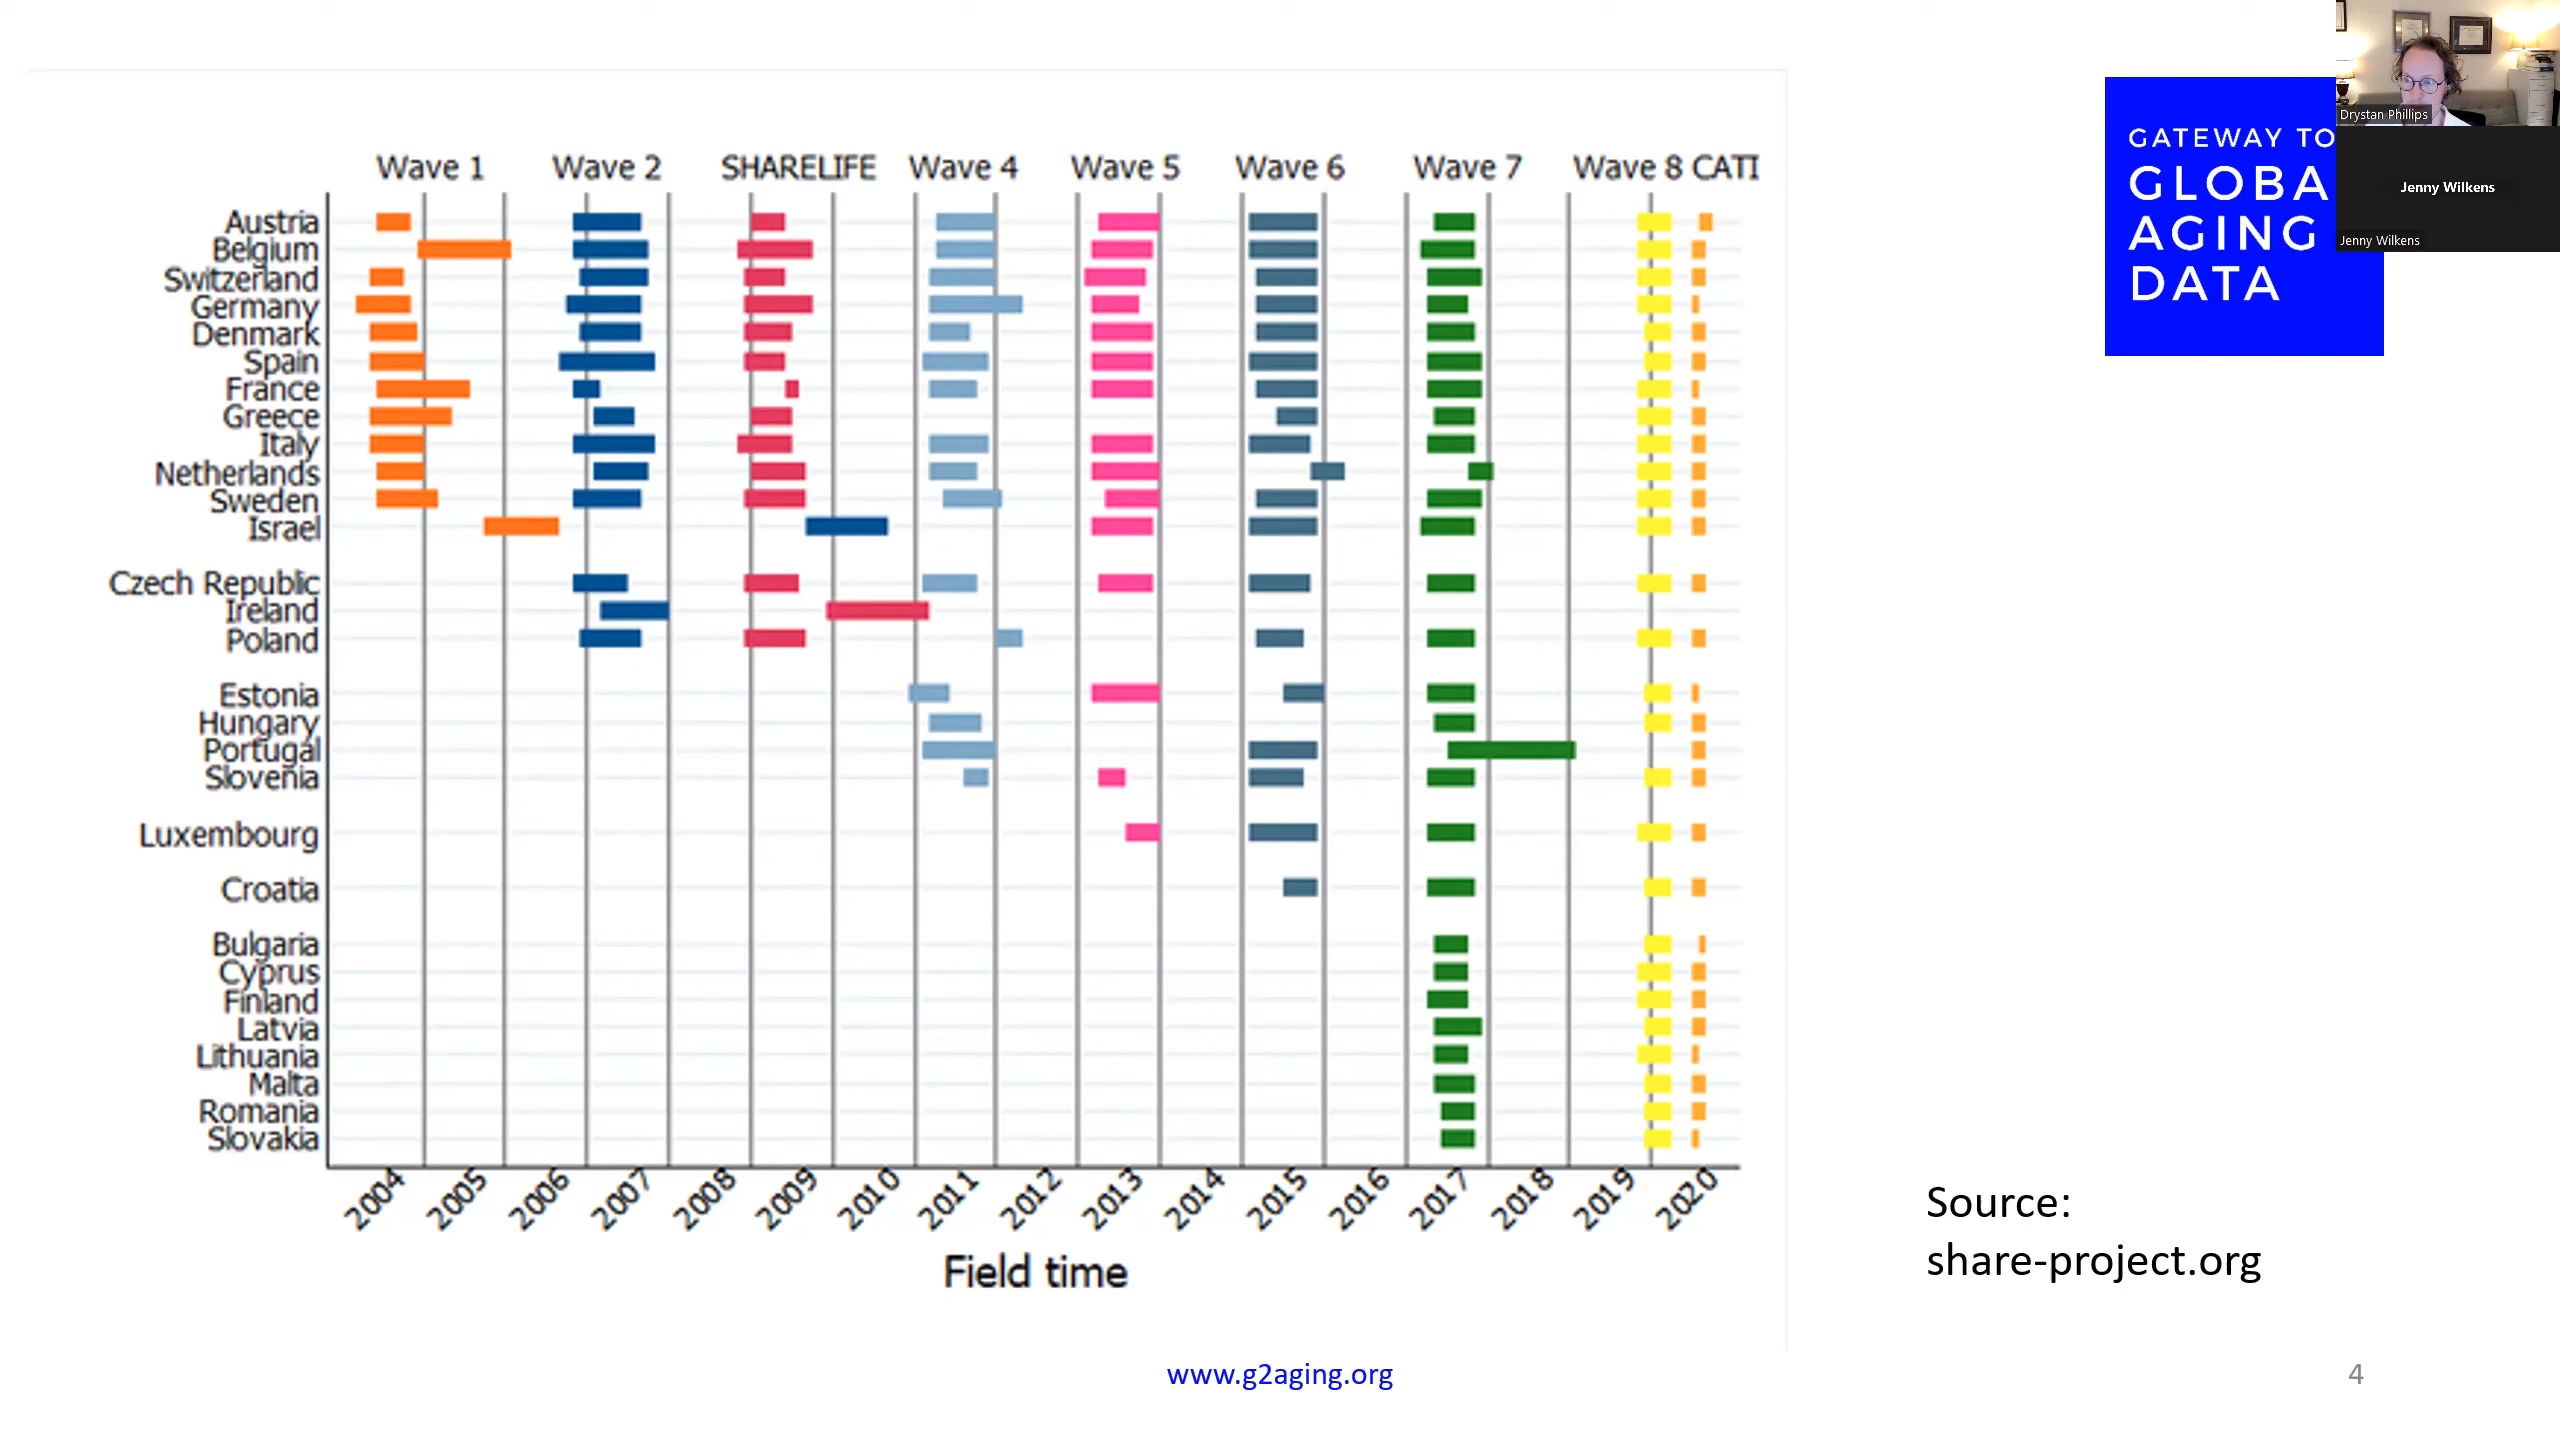 Wave 1 Wave 2 SHARELIFE Wave 4 Wave 5 Wave 6 Wave 7 Wave 8 CATI
Austria
Belgium
Switzerland
Germany
Denmark
Spain
France
Greece
Italy
Netherlands
Sweden
Israel
Czech Republic
Ireland
Poland
Estonia
Hungary
Portugal
Slovenia
Luxembourg
Croatia
Bulgaria
Cyprus
Finland
Latvia
Lithuania
Malta
Romania
Slovakia
2004 2005 2006 2007 2008 2009 2010 2011 2012 2013 2014 2015 2016 2017 2018 2019 2020
Field time
GATEWAY TO
GLOBA
AGING
DATA
Drystan Phillips
Jenny Wilkens
Jenny Wilkens
Source:
share-project.org
www.g2aging.org
4